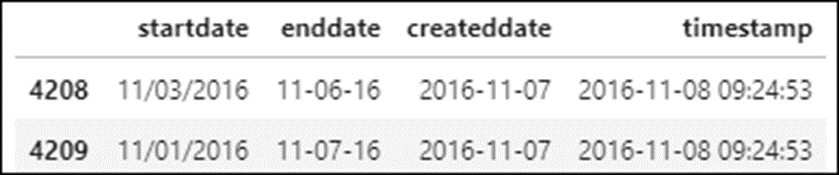 startdate enddate createddate timestamp
4208 11/03/2016 11-06-16 2016-11-07 2016-11-08 09:24:53
4209 11/01/2016 11-07-16 2016-11-07 2016-11-08 09:24:53